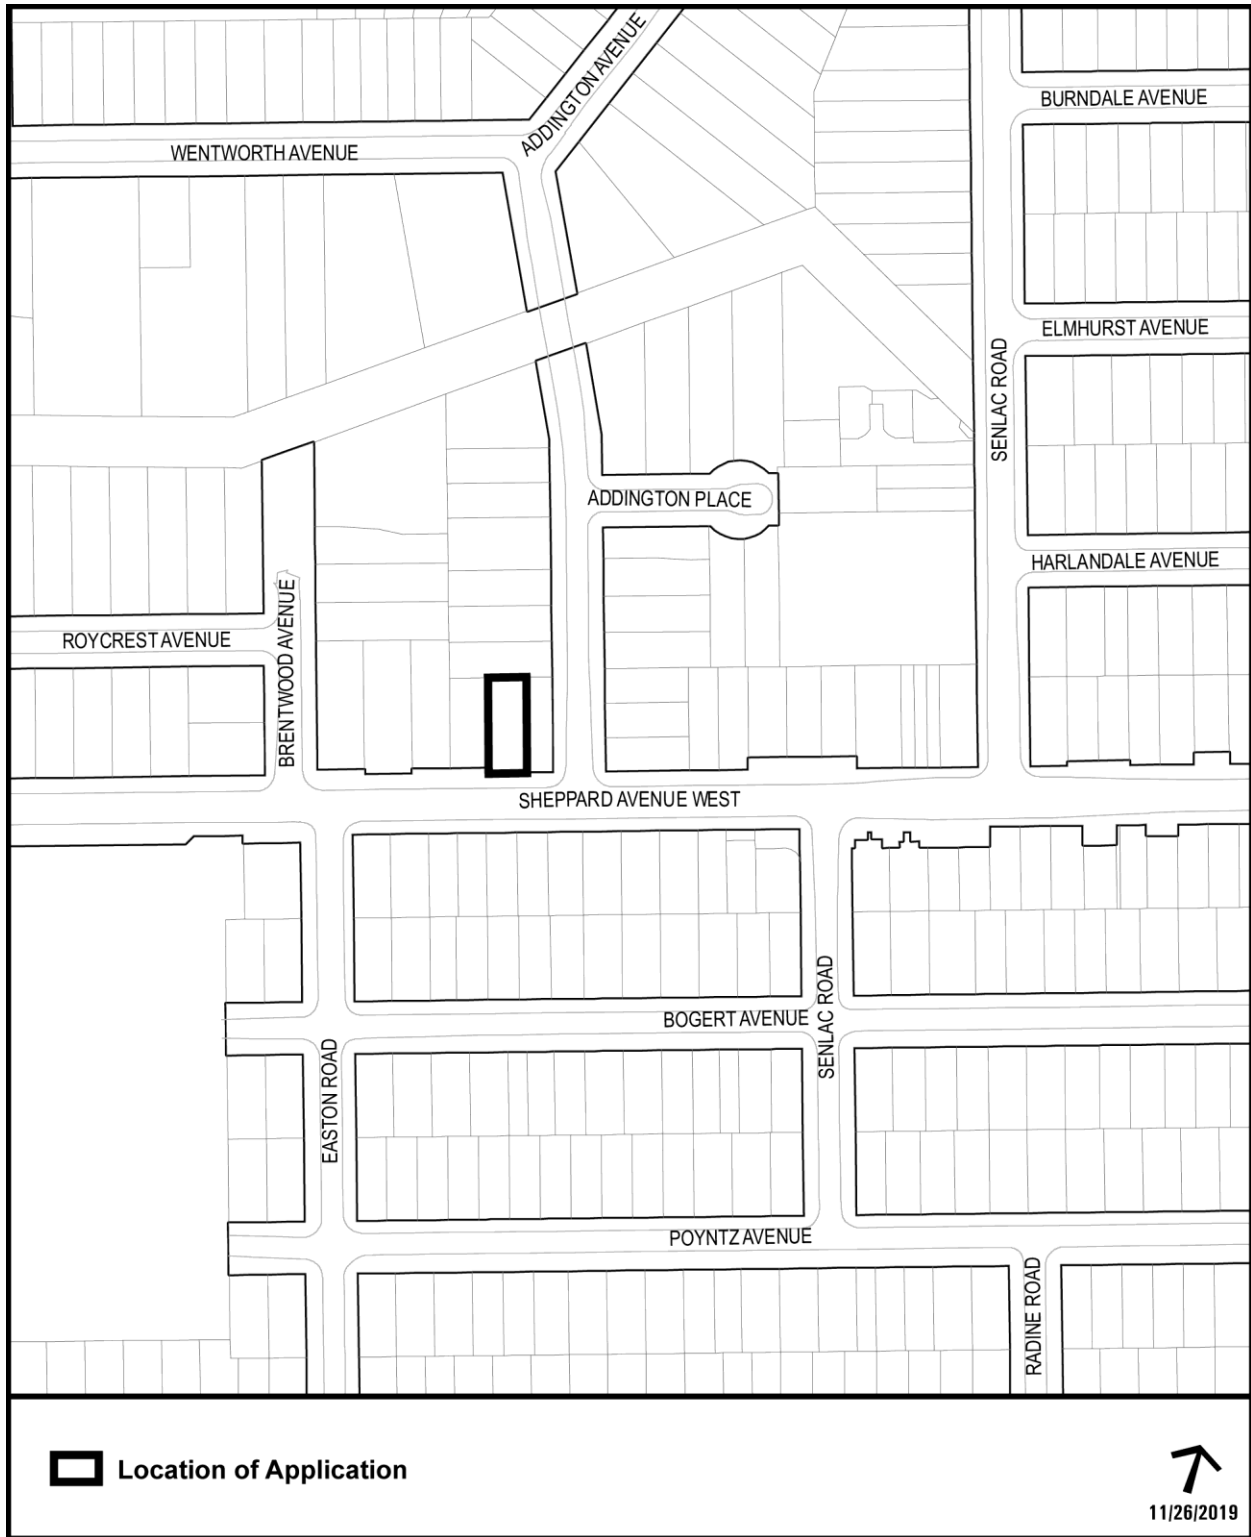 ADDINGTON AVENUE
BURNDALE AVENUE
WENTWORTH AVENUE
ELMHURST AVENUE
SENLAC ROAD
ADDINGTON PLACE
HARLANDALE AVENUE
ROYCREST AVENUE
BRENTWOOD AVENUE
SHEPPARD AVENUE WEST
BOGERT AVENUE
SENLAC ROAD
EASTON ROAD
POYNTZ AVENUE
RADINE ROAD
Location of Application
11/26/2019